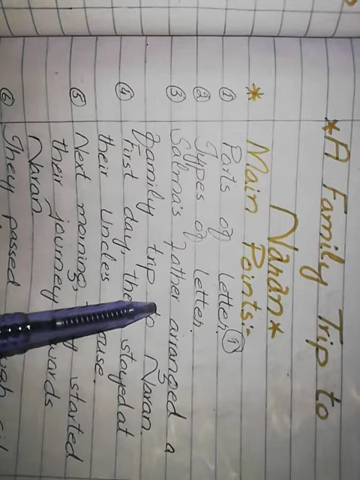 *A Family Trip to
Naran*
* Main Points:-
① Parts of Letter. ①
② Types of Letter.
③ Salma's father arranged a
family trip to Naran.
④ First day, they stayed at
their uncles
⑤ Next morning, started
their journey towards
Naran
⑥ They passed